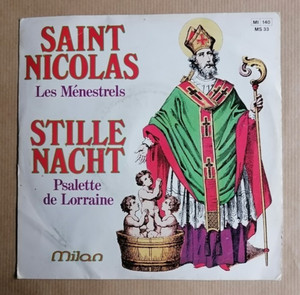 SAINT
NICOLAS
Les Ménestrels
STILLE
NACHT
Psalette
de Lorraine
milan
MI. 140
MS 33